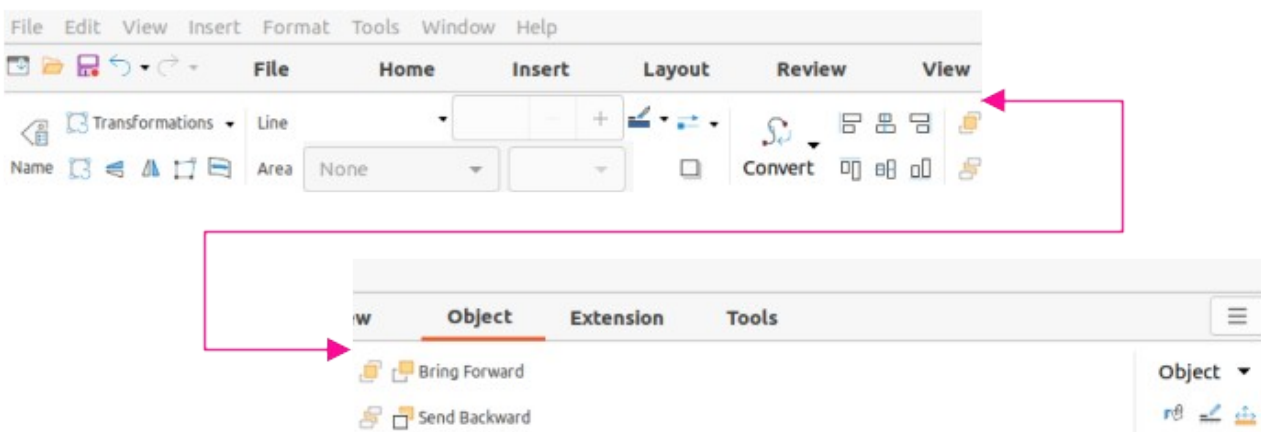 File Edit View Insert Format Tools Window Help
File Home Insert Layout Review View
Transformations Line
Name Area None Convert
w Object Extension Tools
Bring Forward Object
Send Backward